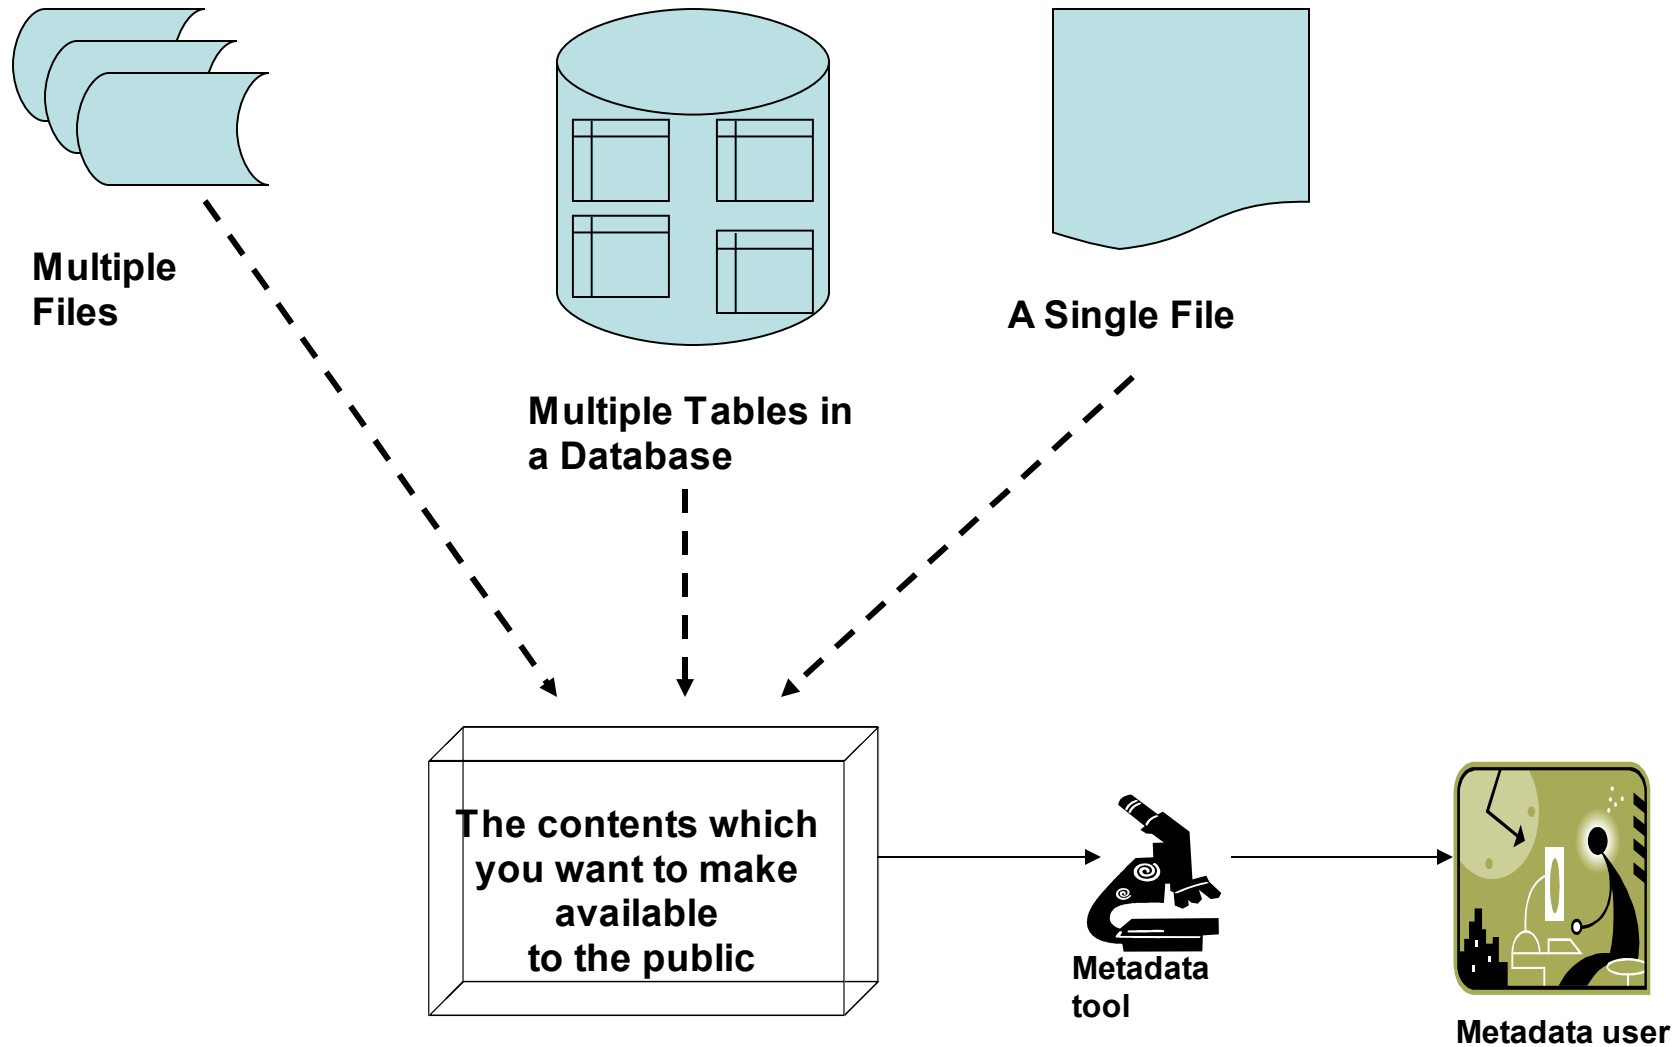 Multiple
Files
A Single File
Multiple Tables in
a Database
The contents which
you want to make
available
to the public
Metadata
tool
Metadata user